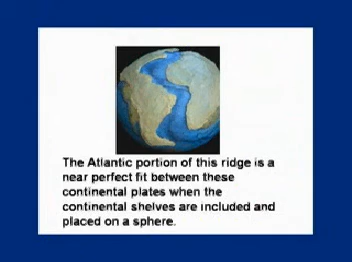 The Atlantic portion of this ridge is a
near perfect fit between these
continental plates when the
continental shelves are included and
placed on a sphere.